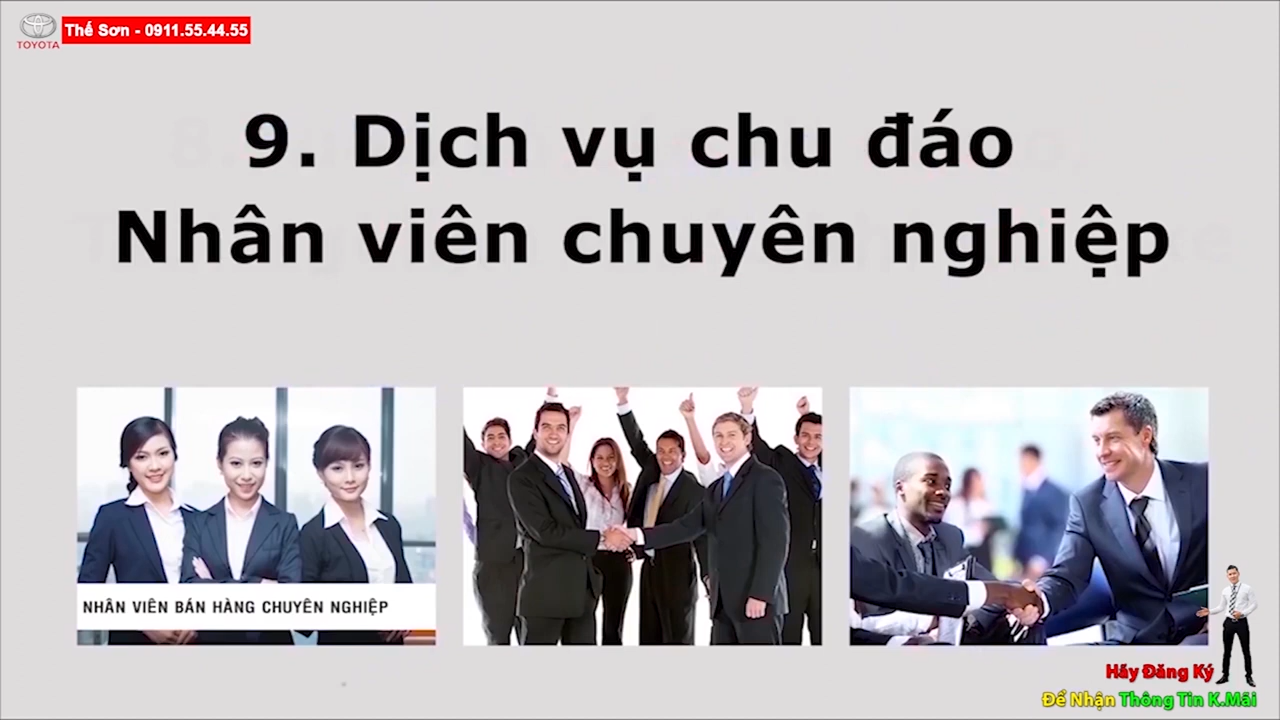 TOYOTA
Thế Sơn - 0911.55.44.55
9. Dịch vụ chu đáo
Nhân viên chuyên nghiệp
NHÂN VIÊN BÁN HÀNG CHUYÊN NGHIỆP
Hãy Đăng Ký
Để Nhận Thông Tin K.Mãi